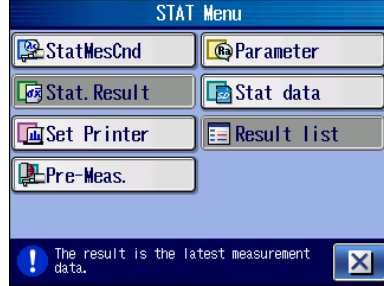 STAT Menu
StatMesCnd
Parameter
Stat.Result
Stat data
Set Printer
Result list
Pre-Meas.
The result is the latest measurement
data.